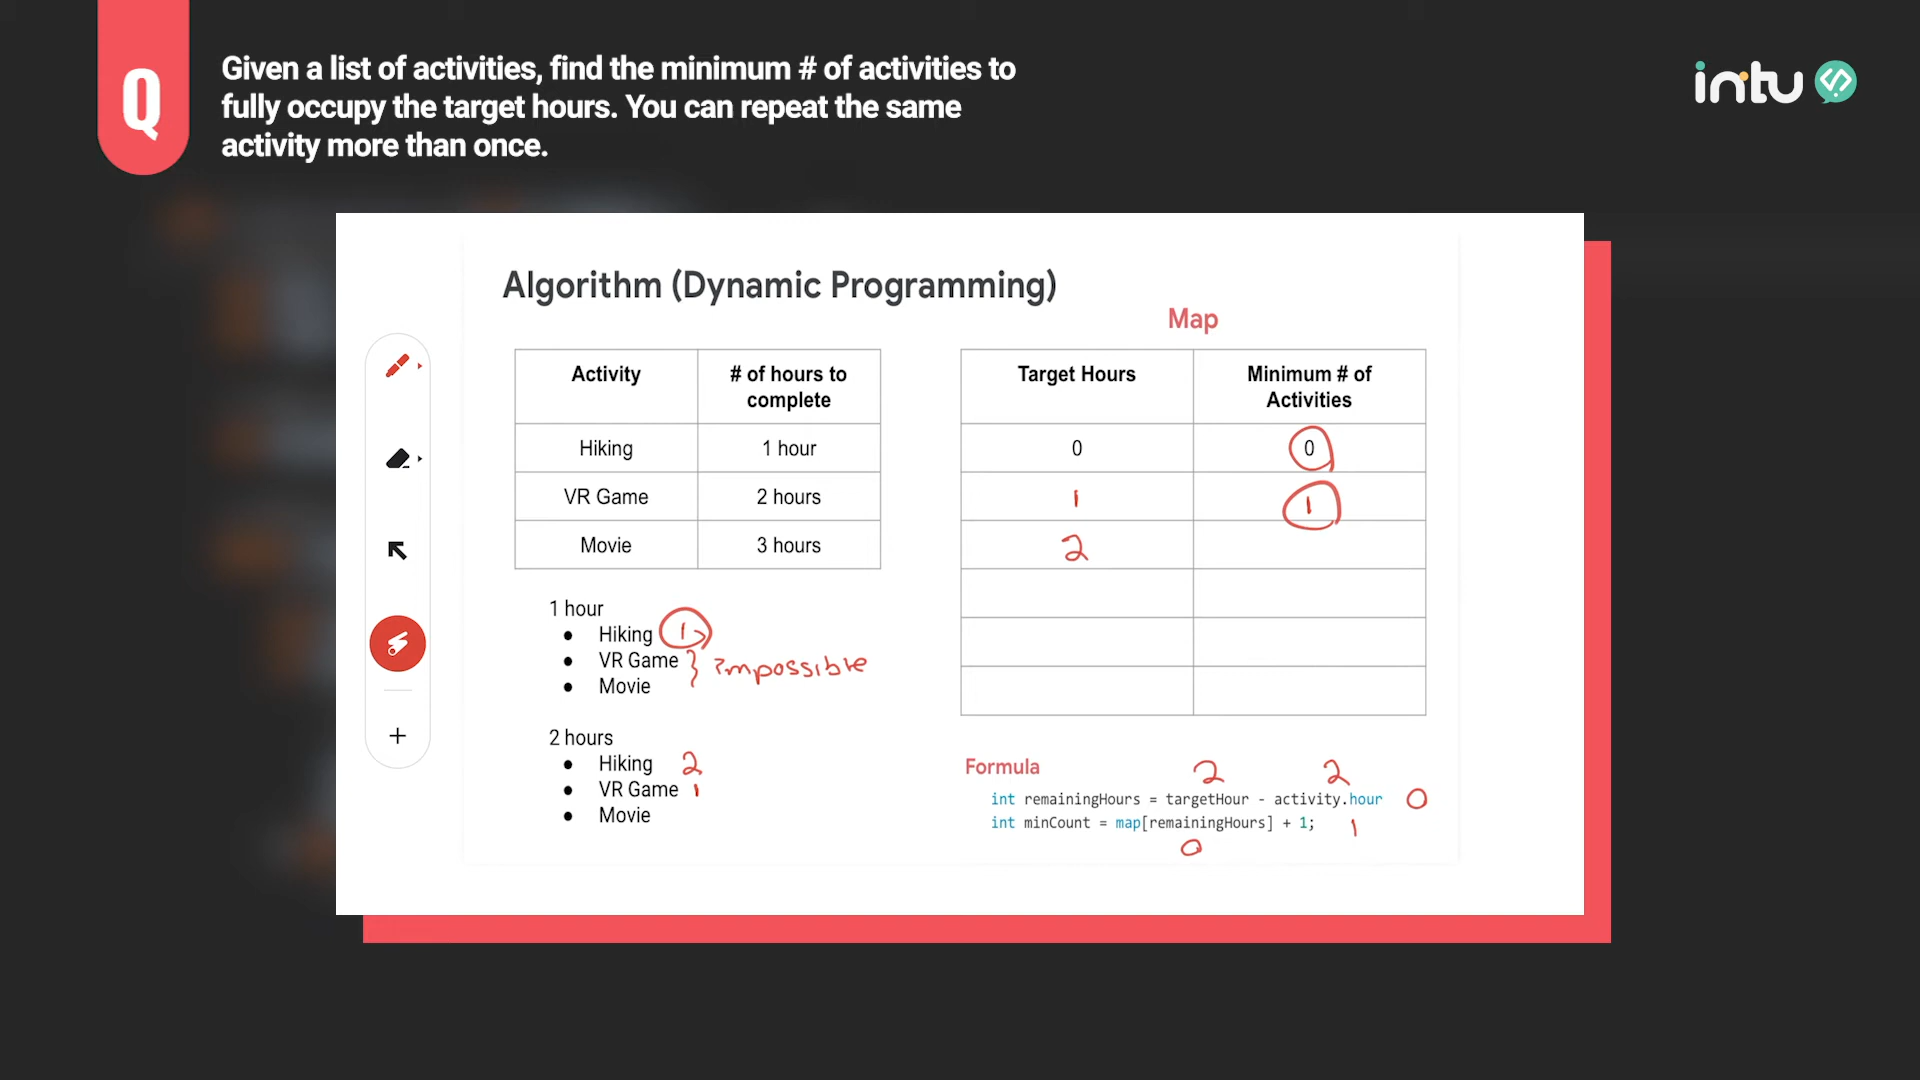 Q
Given a list of activities, find the minimum # of activities to
fully occupy the target hours. You can repeat the same
activity more than once.
intu
Algorithm (Dynamic Programming)
Map
Activity
# of hours to
complete
Hiking
1 hour
VR Game
2 hours
Movie
3 hours
Target Hours
Minimum # of
Activities
0
0
1
1
2
1 hour
• Hiking 1
• VR Game } impossible
• Movie
2 hours
• Hiking 2
• VR Game 1
• Movie
Formula
2 2
int remainingHours = targetHour - activity.hour 0
int minCount = map[remainingHours] + 1; 1
0